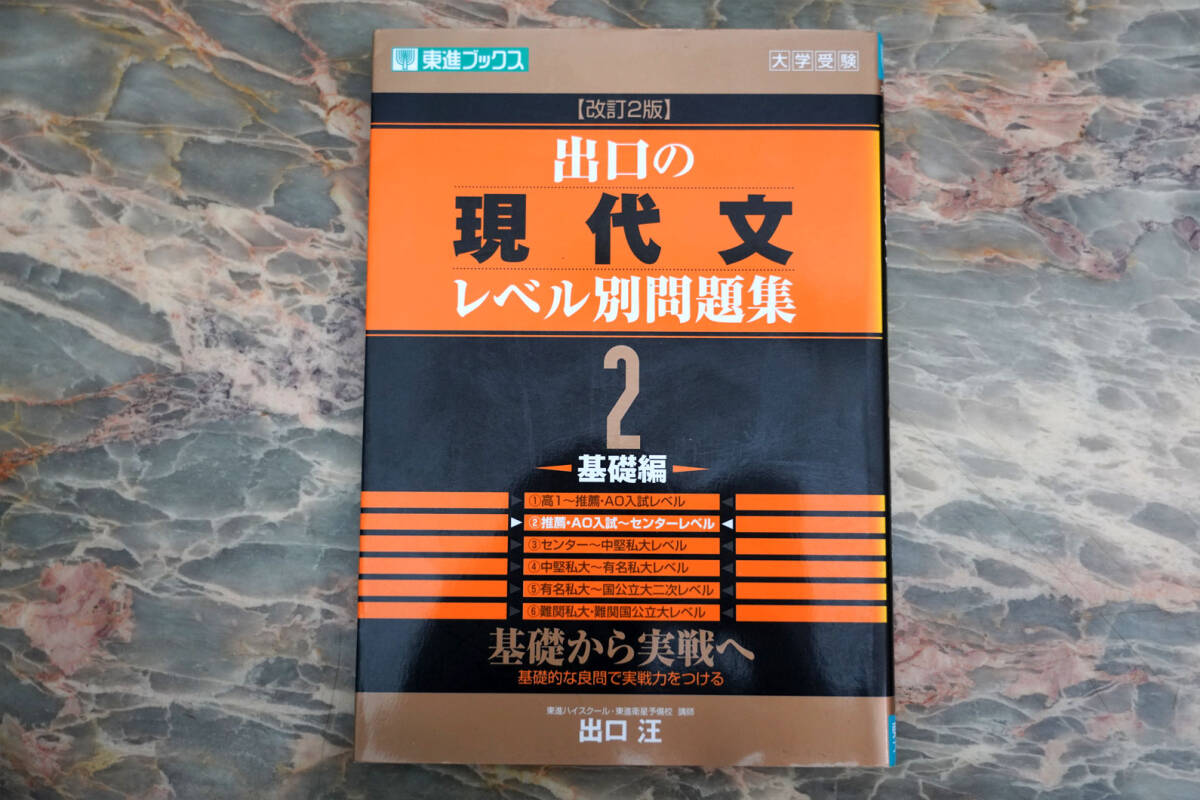 東進ブックス
大学受験
【改訂2版】
出口の
現代文
レベル別問題集
2
基礎編
①高1〜推薦・AO入試レベル
②推薦・AO入試〜センターレベル
③センター〜中堅私大レベル
④中堅私大〜有名私大レベル
⑤有名私大〜国公立大二次レベル
⑥難関私大・難関国公立大レベル
基礎から実戦へ
基礎的な良問で実戦力をつける
東進ハイスクール・東進衛星予備校 講師
出口 汪